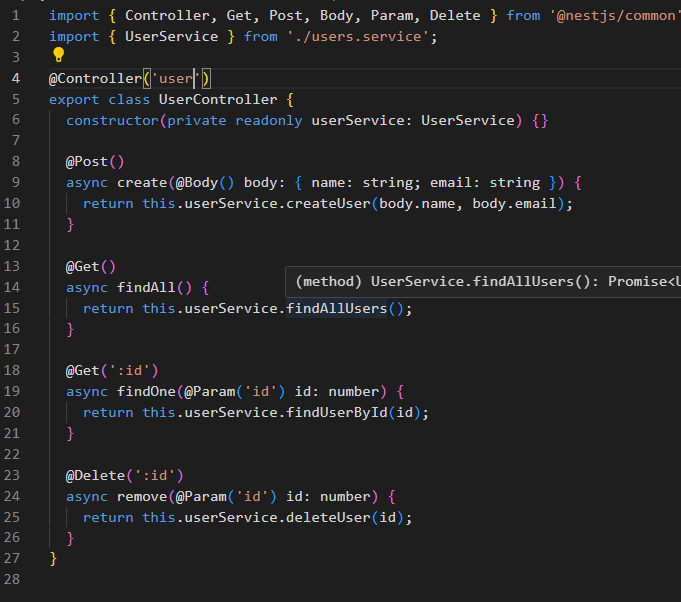 1 import { Controller, Get, Post, Body, Param, Delete } from '@nestjs/common'
2 import { UserService } from './users.service';
3
4 @Controller('user')
5 export class UserController {
6 constructor(private readonly userService: UserService) {}
7
8 @Post()
9 async create(@Body() body: { name: string; email: string }) {
10 return this.userService.createUser(body.name, body.email);
11 }
12
13 @Get()
(method) UserService.findAllUsers(): Promise<U
14 async findAll() {
15 return this.userService.findAllUsers();
16 }
17
18 @Get(':id')
19 async findOne(@Param('id') id: number) {
20 return this.userService.findUserById(id);
21 }
22
23 @Delete(':id')
24 async remove(@Param('id') id: number) {
25 return this.userService.deleteUser(id);
26 }
27 }
28